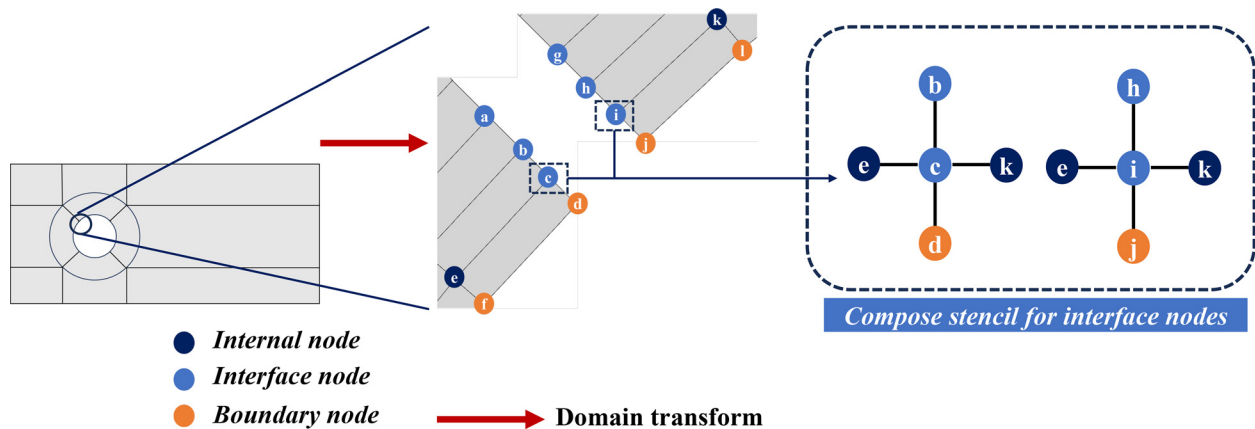 k
g
l
h
i
a
j
b
c
d
e
f
b h
e c k e i k
d j
Compose stencil for interface nodes
Internal node
Interface node
Boundary node
Domain transform